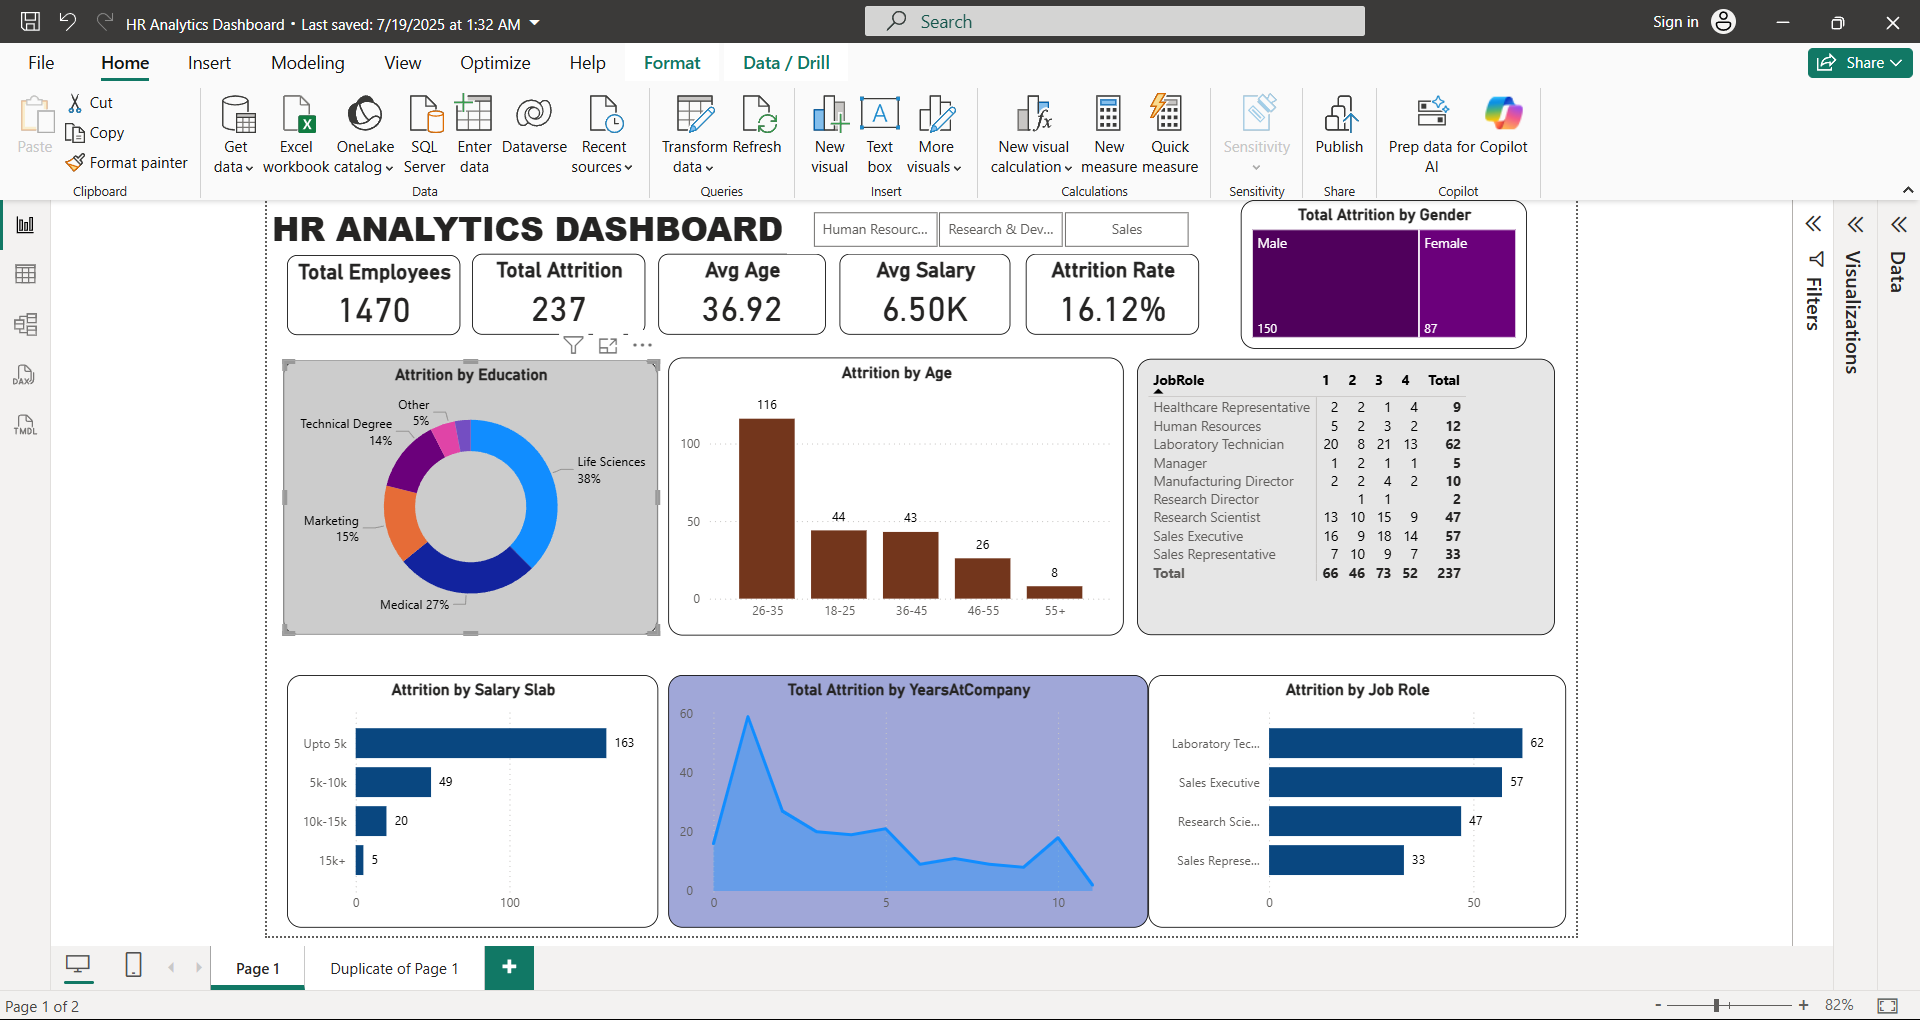 HR Analytics Dashboard • Last saved: 7/19/2025 at 1:32 AM
Search
Sign in
File Home Insert Modeling View Optimize Help Format Data / Drill
Share
Paste
Cut
Copy
Format painter
Clipboard
Get data
Excel workbook
OneLake catalog
SQL Server
Enter data
Dataverse
Recent sources
Data
Transform data
Refresh
Queries
New visual
Text box
More visuals
Insert
New visual calculation
New measure
Quick measure
Calculations
Sensitivity
Sensitivity
Publish
Share
Prep data for AI
Copilot
Copilot
DAX
TMDL
HR ANALYTICS DASHBOARD
Human Resourc...
Research & Dev...
Sales
Total Employees
1470
Total Attrition
237
Avg Age
36.92
Avg Salary
6.50K
Attrition Rate
16.12%
Total Attrition by Gender
Male
150
Female
87
Filters
Visualizations
Data
Attrition by Education
Other
5%
Technical Degree
14%
Life Sciences
38%
Marketing
15%
Medical 27%
Attrition by Age
100
50
0
116
44
43
26
8
26-35 18-25 36-45 46-55 55+
JobRole 1 2 3 4 Total
Healthcare Representative 2 2 1 4 9
Human Resources 5 2 3 2 12
Laboratory Technician 20 8 21 13 62
Manager 1 2 1 1 5
Manufacturing Director 2 2 4 2 10
Research Director 1 1 2
Research Scientist 13 10 15 9 47
Sales Executive 16 9 18 14 57
Sales Representative 7 10 9 7 33
Total 66 46 73 52 237
Attrition by Salary Slab
Upto 5k 163
5k-10k 49
10k-15k 20
15k+ 5
0 100
Total Attrition by YearsAtCompany
60
40
20
0
0 5 10
Attrition by Job Role
Laboratory Tec... 62
Sales Executive 57
Research Scie... 47
Sales Represe... 33
0 50
Page 1
Duplicate of Page 1
+
Page 1 of 2
- + 82%